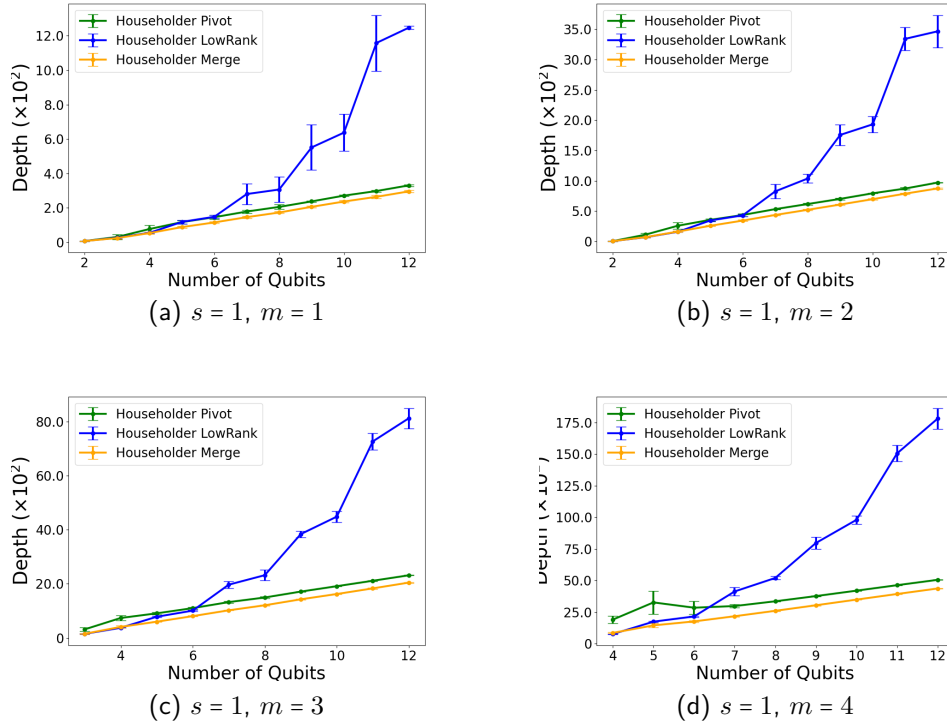 Householder Pivot
Householder LowRank
Householder Merge
Depth (×10²)
12.0
10.0
8.0
6.0
4.0
2.0
0
2 4 6 8 10 12
Number of Qubits
(a) s = 1, m = 1
Householder Pivot
Householder LowRank
Householder Merge
Depth (×10²)
35.0
30.0
25.0
20.0
15.0
10.0
5.0
0
2 3 4 5 6 7 8 9 10 11 12
Number of Qubits
(b) s = 1, m = 2
Householder Pivot
Householder LowRank
Householder Merge
Depth (×10²)
80.0
60.0
40.0
20.0
0
4 6 8 10 12
Number of Qubits
(c) s = 1, m = 3
Householder Pivot
Householder LowRank
Householder Merge
175.0
150.0
125.0
100.0
75.0
50.0
25.0
0
4 5 6 7 8 9 10 11 12
Number of Qubits
(d) s = 1, m = 4